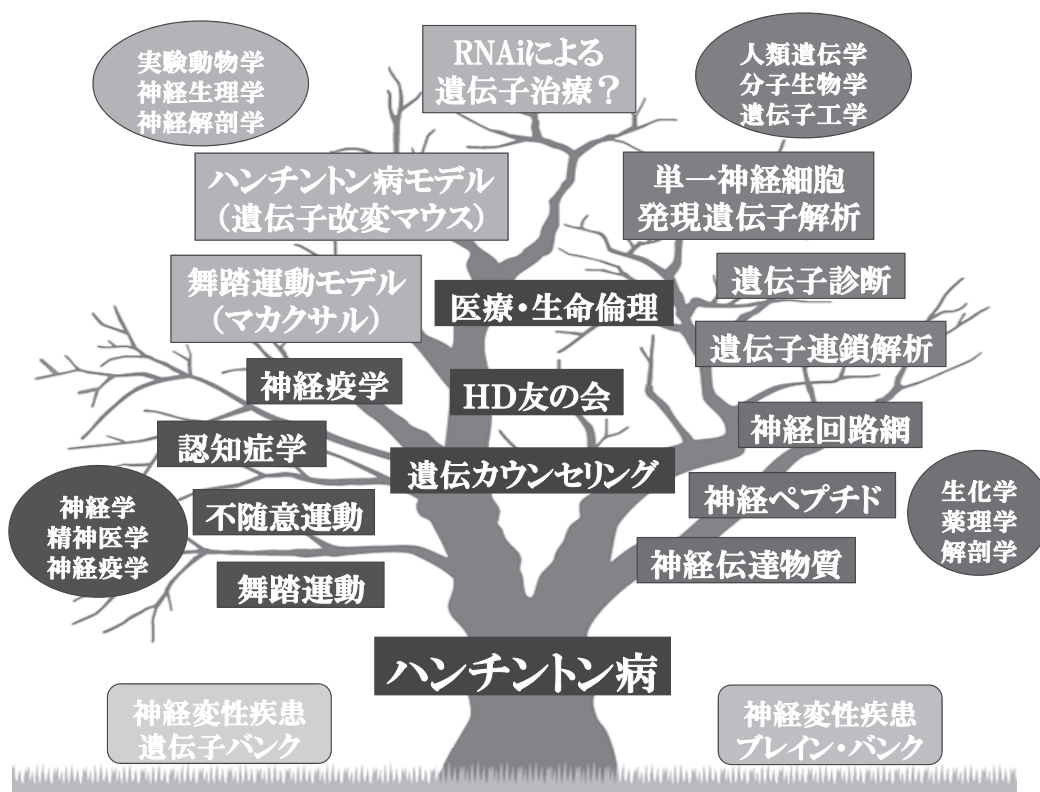 実験動物学
神経生理学
神経解剖学
RNAiによる
遺伝子治療？
人類遺伝学
分子生物学
遺伝子工学
ハンチントン病モデル
（遺伝子改変マウス）
単一神経細胞
発現遺伝子解析
舞踏運動モデル
（マカクサル）
医療・生命倫理
遺伝子診断
遺伝子連鎖解析
神経疫学
HD友の会
神経回路網
認知症学
遺伝カウンセリング
神経ペプチド
神経学
精神医学
神経疫学
不随意運動
生化学
薬理学
解剖学
神経伝達物質
舞踏運動
ハンチントン病
神経変性疾患
遺伝子バンク
神経変性疾患
ブレイン・バンク